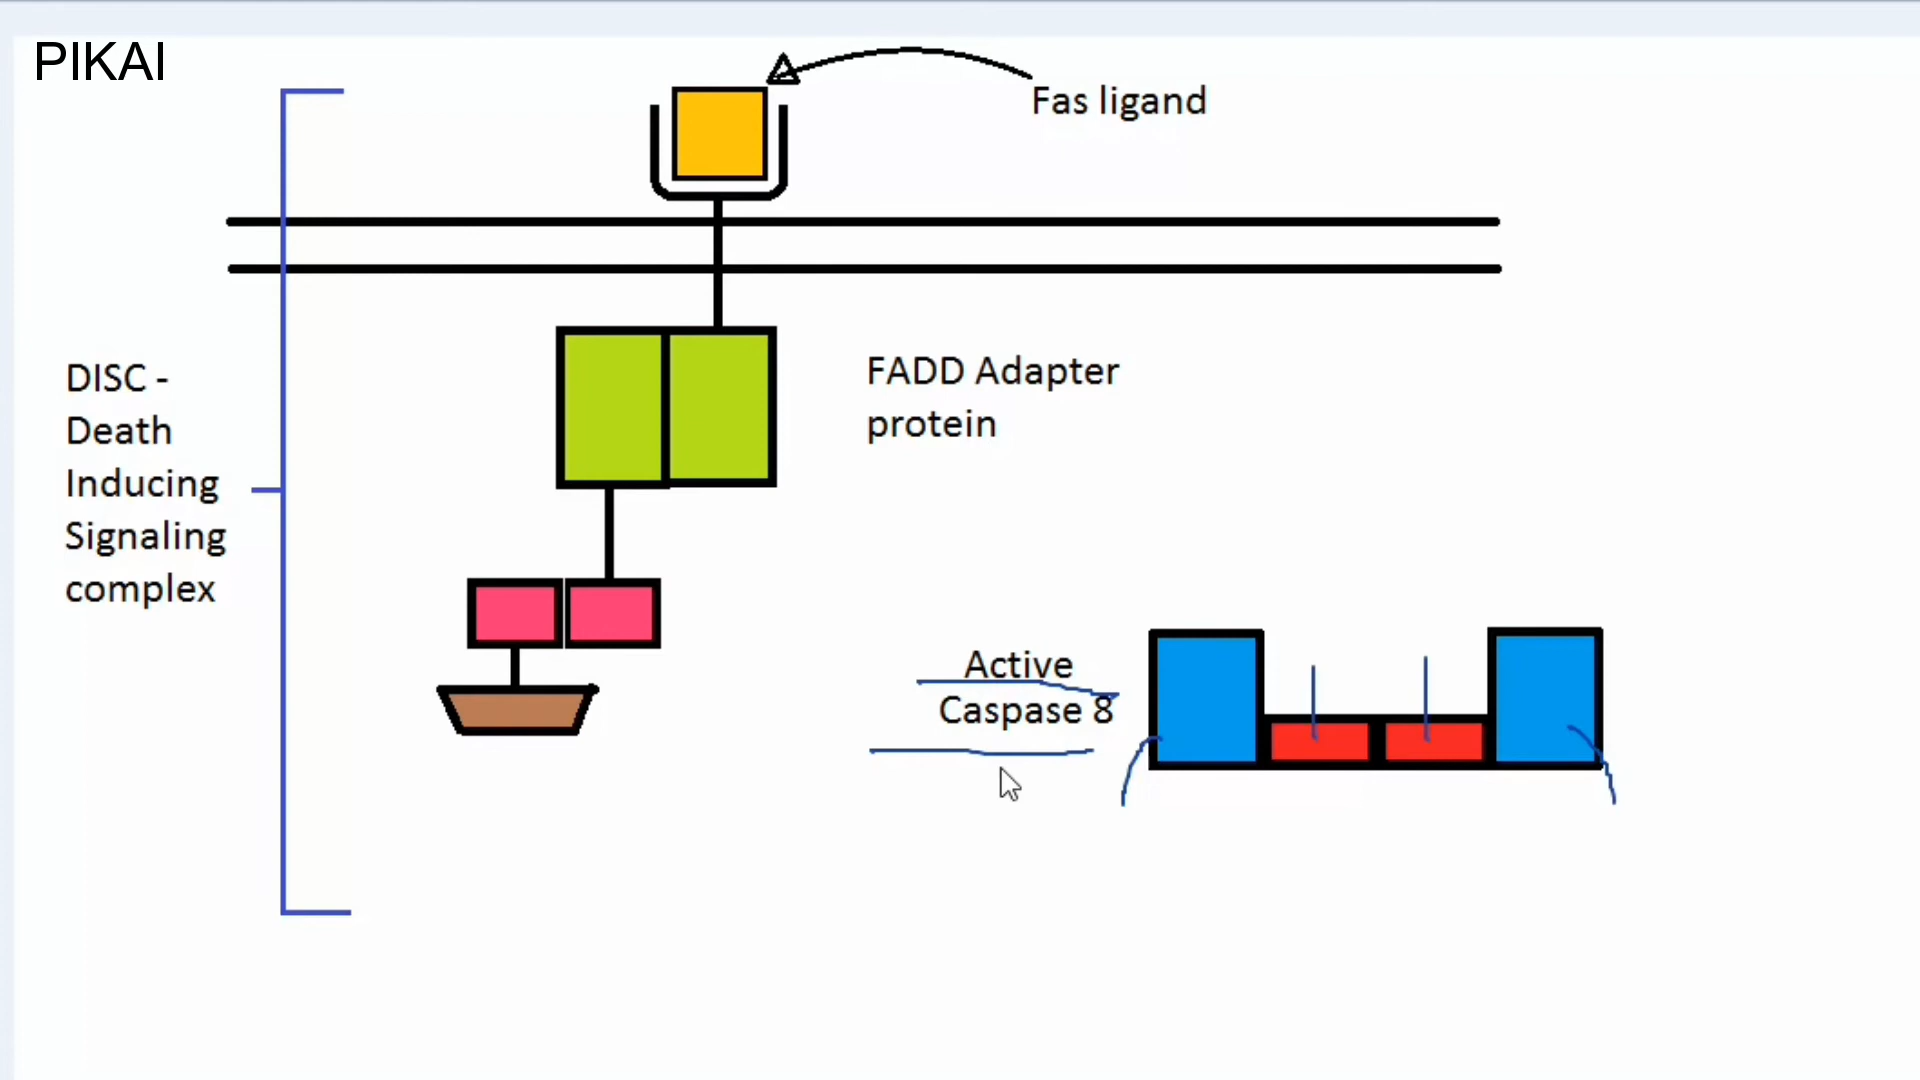 PIKAI
Fas ligand
DISC -
Death
Inducing
Signaling
complex
FADD Adapter
protein
Active
Caspase 8